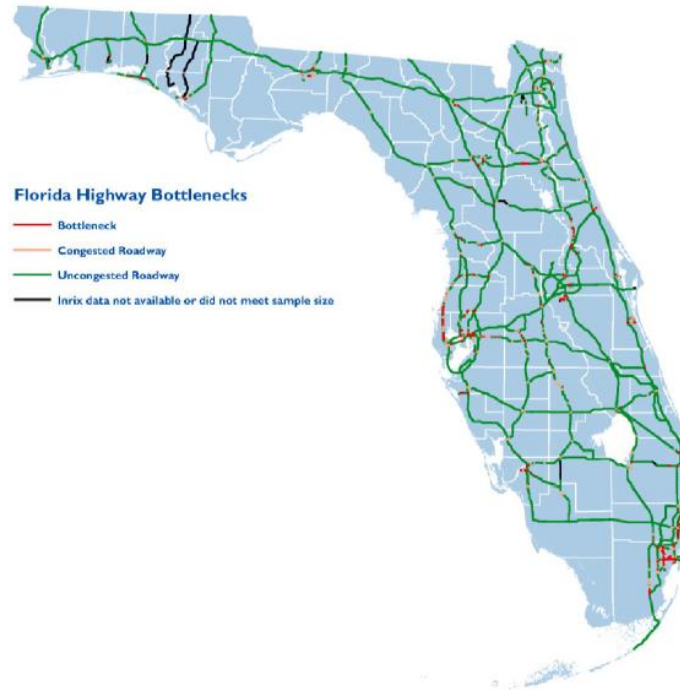 Florida Highway Bottlenecks
Bottleneck
Congested Roadway
Uncongested Roadway
Inrix data not available or did not meet sample size